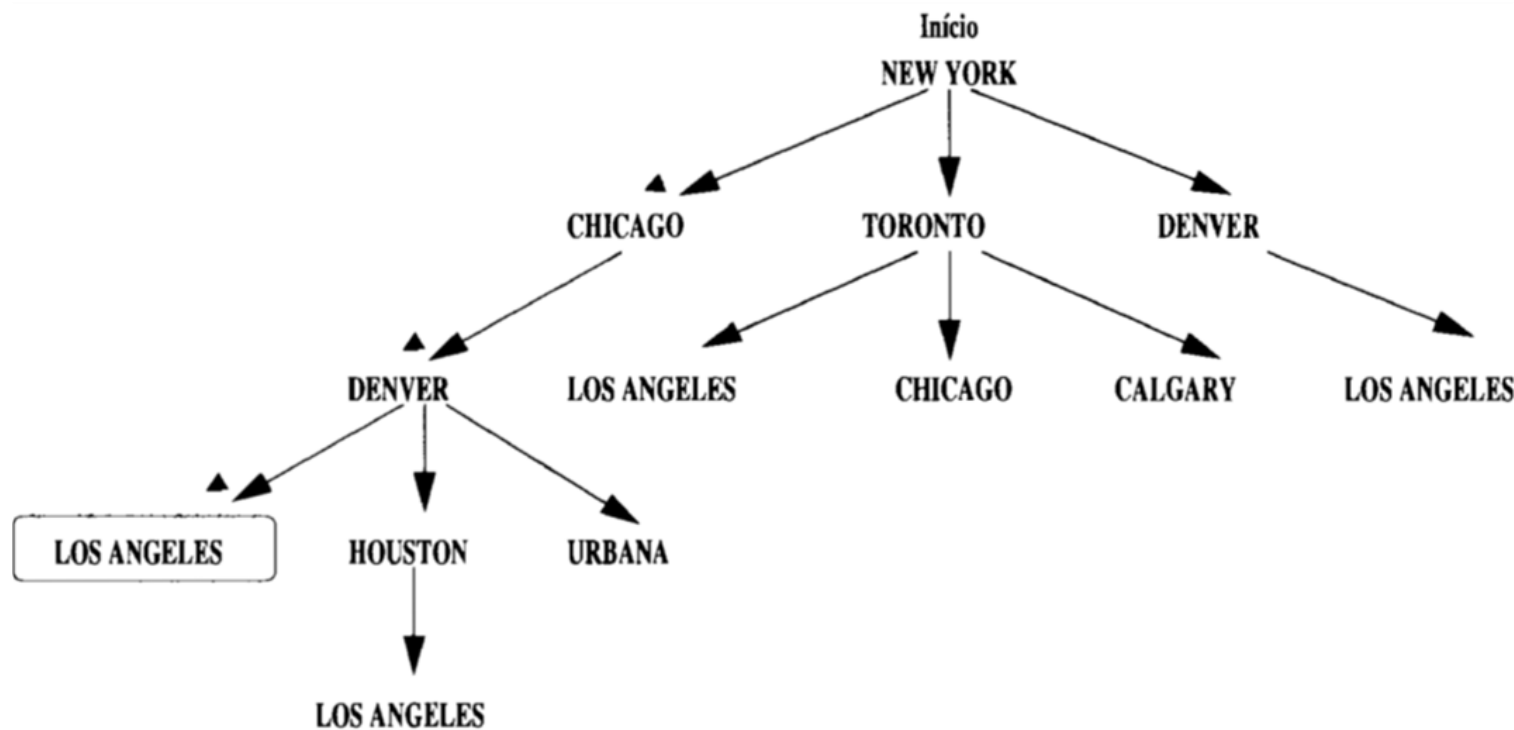 Início
NEW YORK
CHICAGO TORONTO DENVER
DENVER LOS ANGELES CHICAGO CALGARY LOS ANGELES
LOS ANGELES HOUSTON URBANA
LOS ANGELES